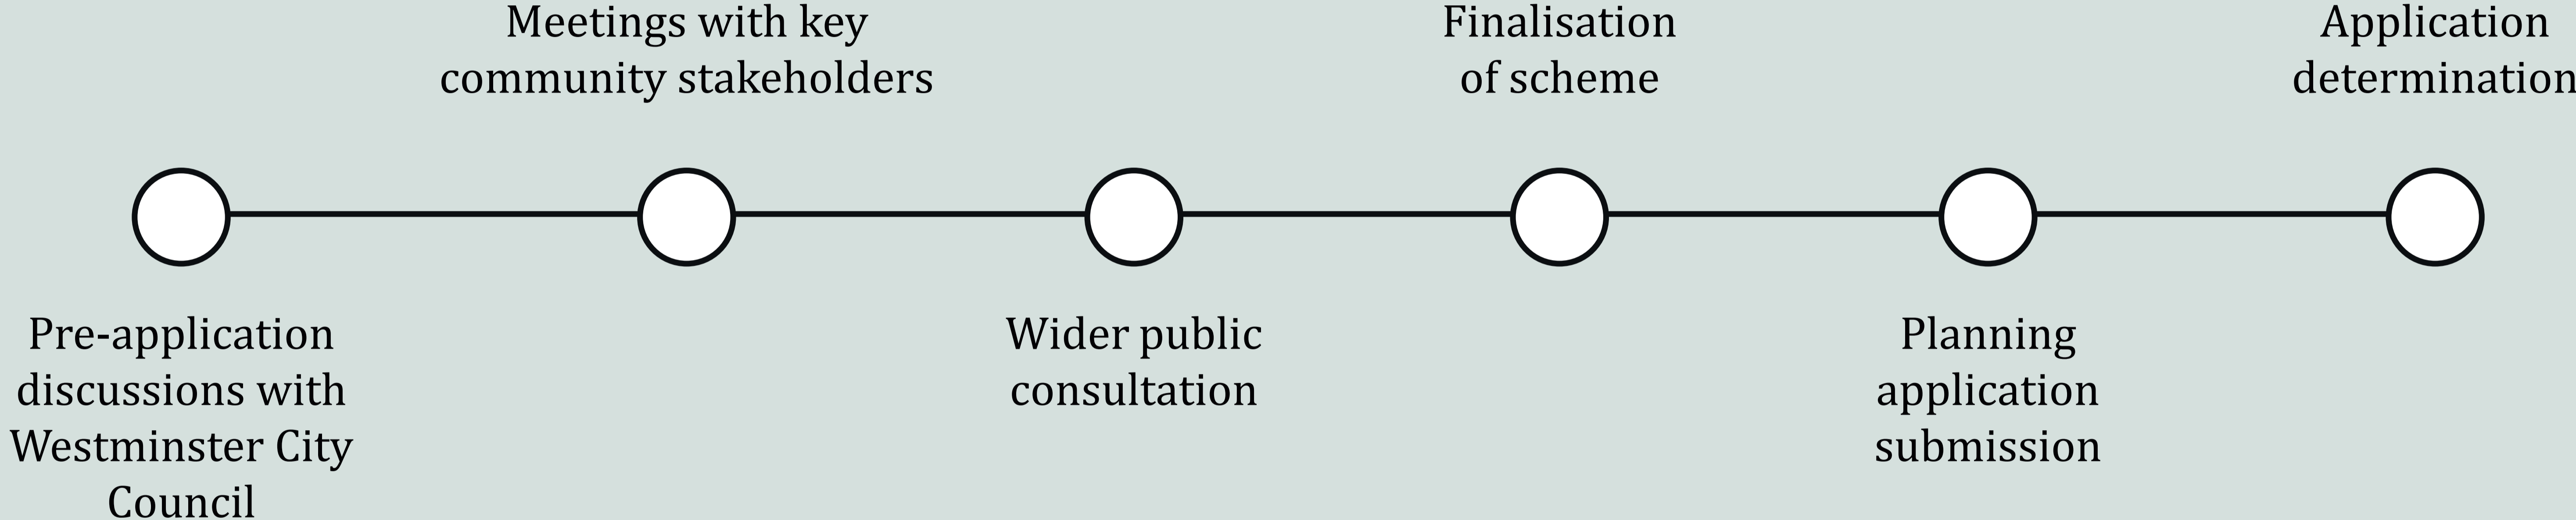 Pre-application
discussions with
Westminster City
Council
Meetings with key
community stakeholders
Wider public
consultation
Finalisation
of scheme
Planning
application
submission
Application
determination